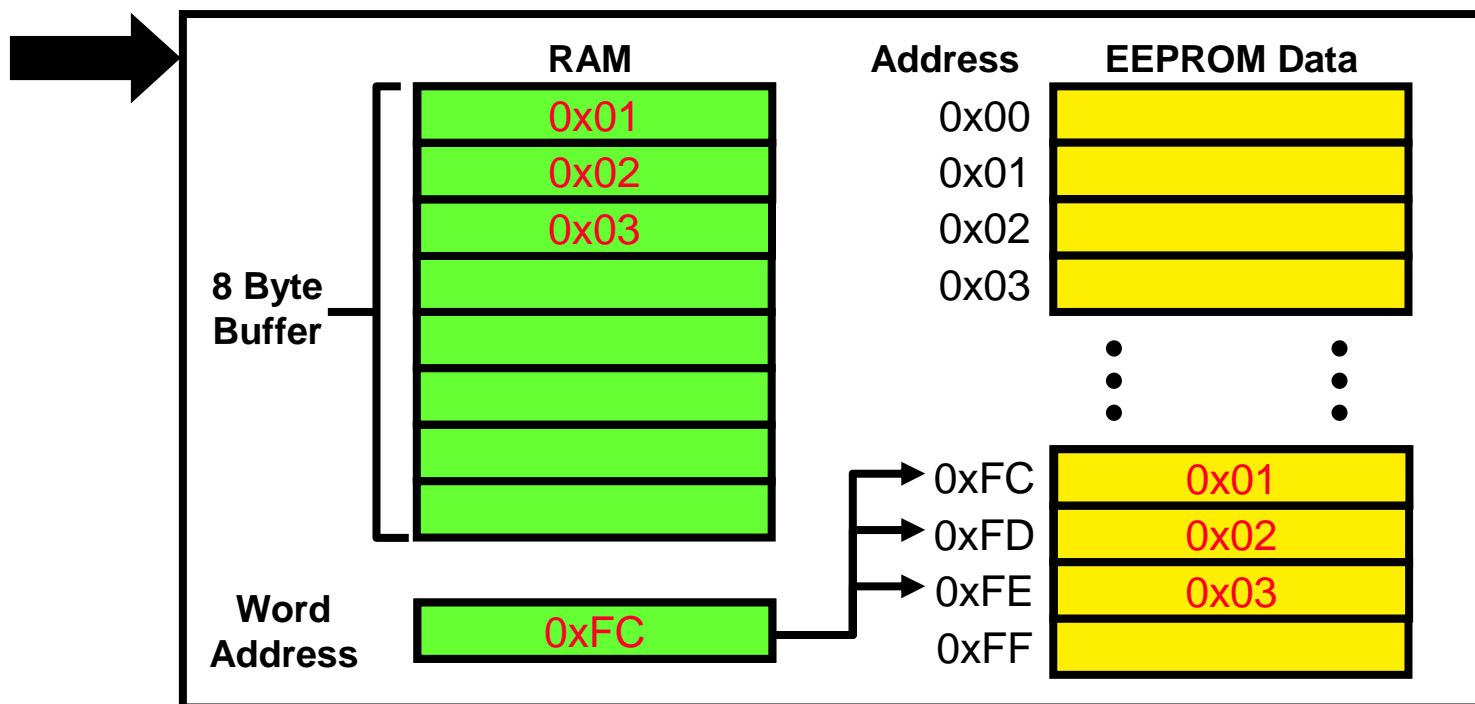 RAM
Address
EEPROM Data
0x01
0x02
0x03
8 Byte
Buffer
Word
Address
0xFC
0x00
0x01
0x02
0x03
0xFC
0xFD
0xFE
0xFF
0x01
0x02
0x03